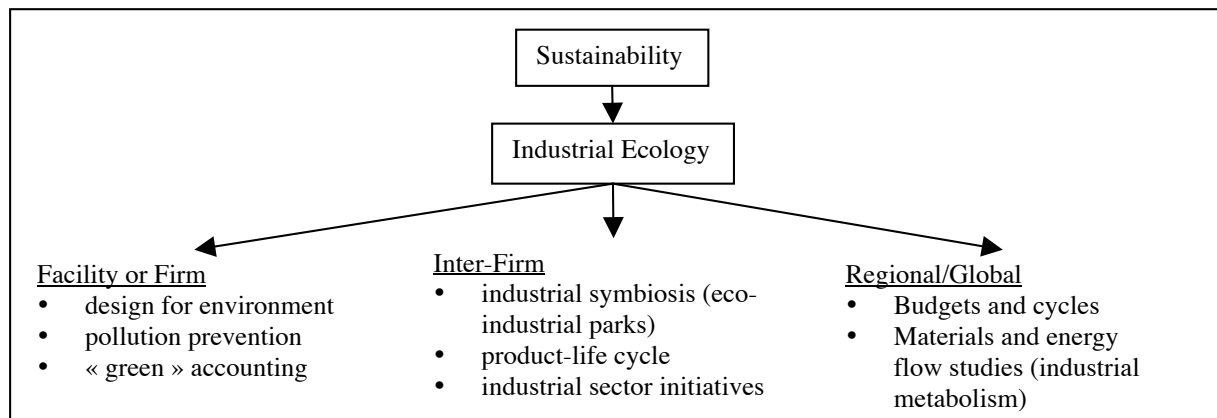 Sustainability
Industrial Ecology
Facility or Firm
• design for environment
• pollution prevention
• « green » accounting
Inter-Firm
• industrial symbiosis (eco-
industrial parks)
• product-life cycle
• industrial sector initiatives
Regional/Global
• Budgets and cycles
• Materials and energy
flow studies (industrial
metabolism)